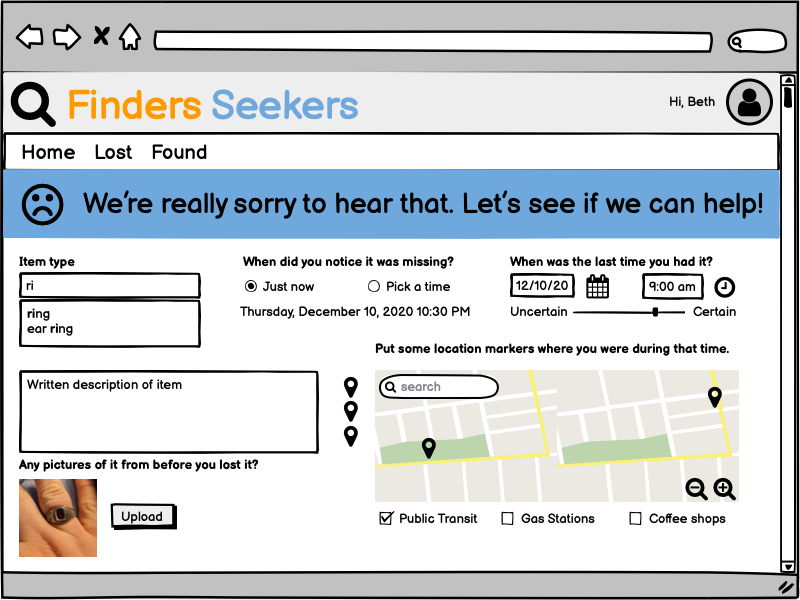 Finders Seekers
Hi, Beth
Home Lost Found
We're really sorry to hear that. Let's see if we can help!
Item type
ri
ring
ear ring
When did you notice it was missing?
Just now Pick a time
Thursday, December 10, 2020 10:30 PM
When was the last time you had it?
12/10/20 9:00 am
Uncertain Certain
Put some location markers where you were during that time.
Written description of item
search
Any pictures of it from before you lost it?
Upload
Public Transit Gas Stations Coffee shops